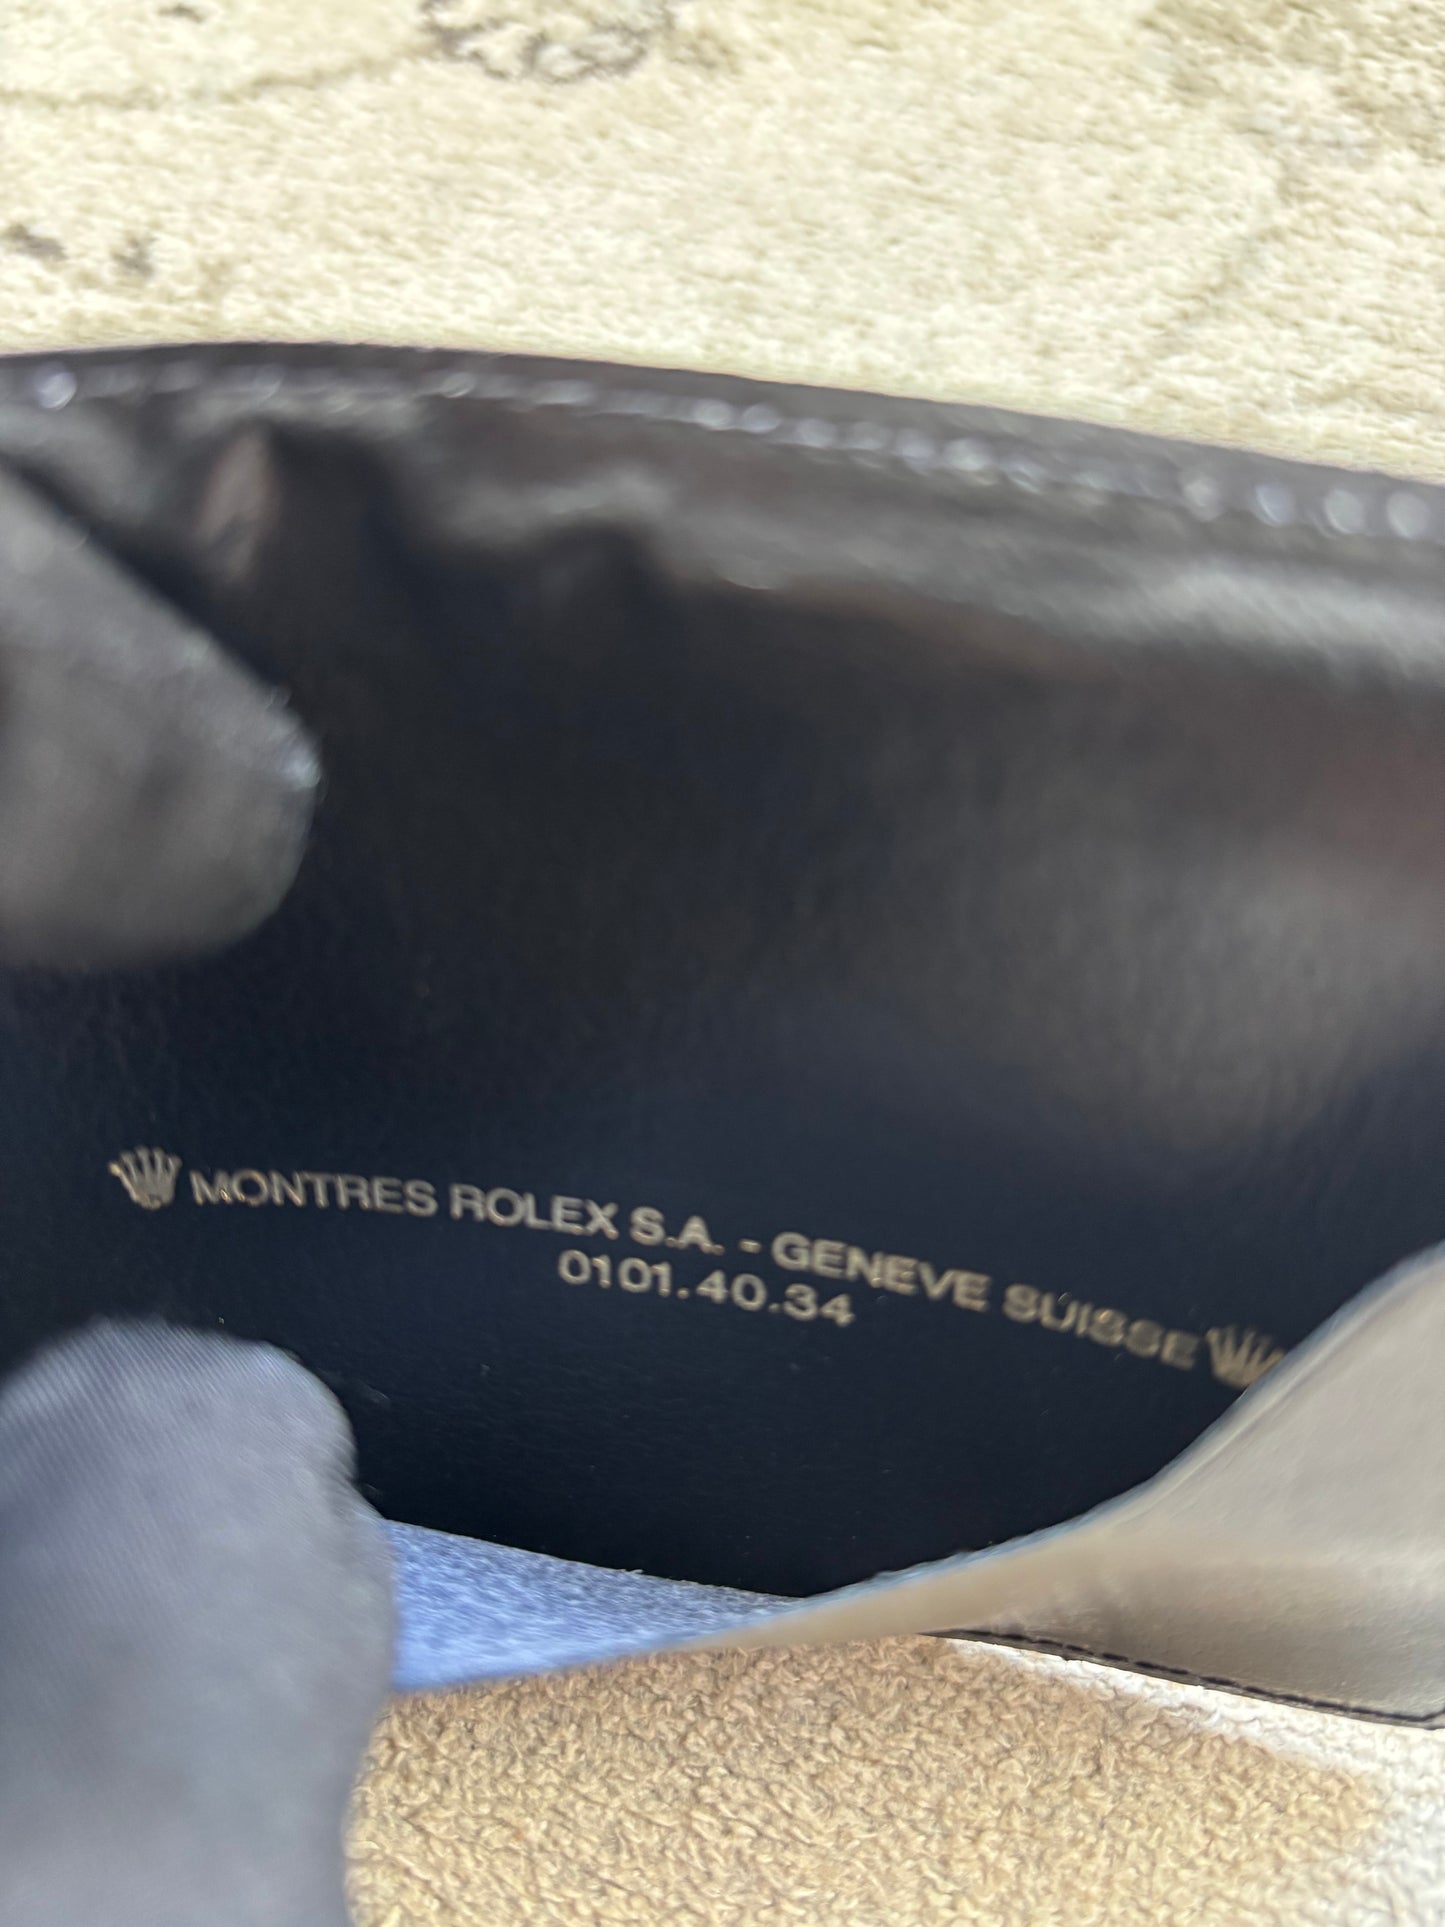 MONTRES ROLEX S.A. - GENEVE SUISSE
0101.40.34